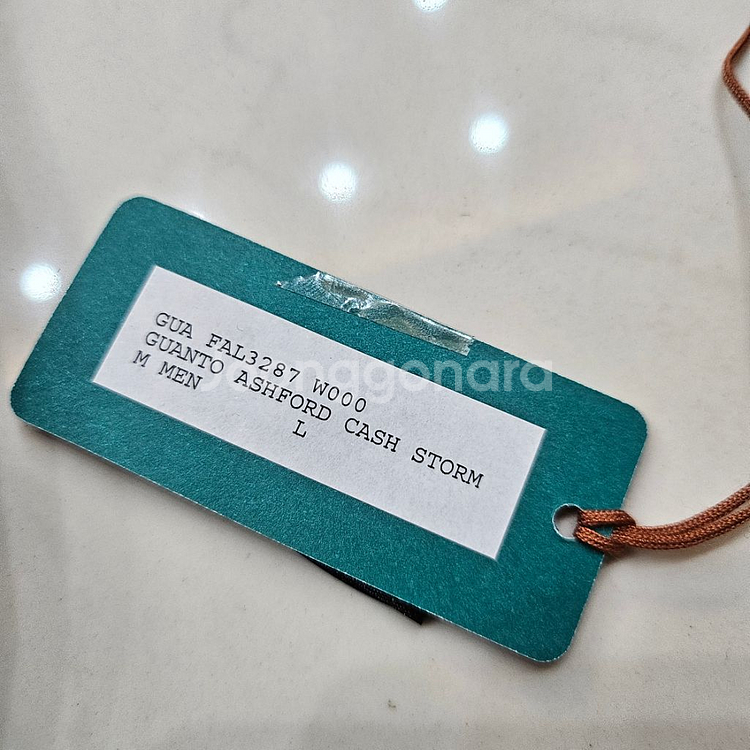 GUA FAL3287 W000
GUANTO ASHFORD CASH STORM
M MEN
L